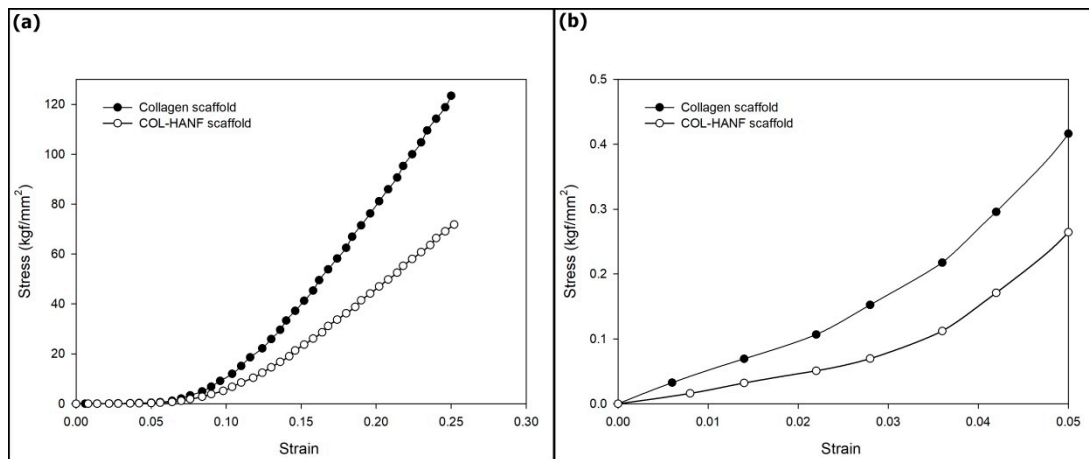 (a)
Stress (kgf/mm²)
120
100
80
60
40
20
0
Collagen scaffold
COL-HANF scaffold
0.00 0.05 0.10 0.15 0.20 0.25 0.30
Strain
(b)
Stress (kgf/mm²)
0.5
0.4
0.3
0.2
0.1
0.0
Collagen scaffold
COL-HANF scaffold
0.00 0.01 0.02 0.03 0.04 0.05
Strain